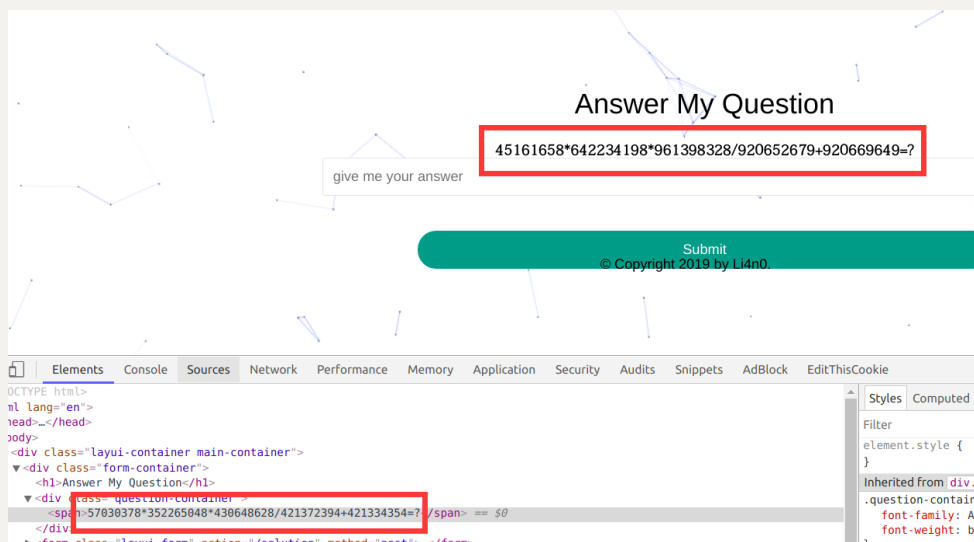 Answer My Question
45161658*642234198*961398328/920652679+920669649=?
give me your answer
Submit
© Copyright 2019 by Li4n0.
Elements Console Sources Network Performance Memory Application Security Audits Snippets AdBlock EditThisCookie
OCTYPE html>
ml lang="en">
head>…</head>
body>
<div class="layui-container main-container">
▼<div class="form-container">
<h1>Answer My Question</h1>
▼<div class="question-container">
<span>57030378*352265048*430648628/421372394+421334354=?</span> == $0
</div>
Styles Computed
Filter
element.style {
}
Inherited from div.
.question-contain
font-family: A
font-weight: b